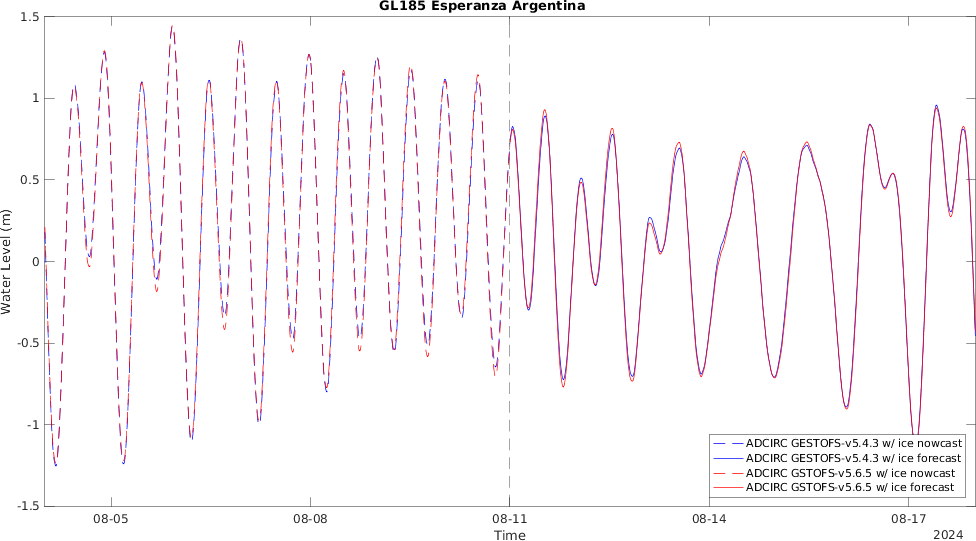 GL185 Esperanza Argentina
1.5
1
0.5
0
-0.5
-1
-1.5
Water Level (m)
ADCIRC GESTOFS-v5.4.3 w/ ice nowcast
ADCIRC GESTOFS-v5.4.3 w/ ice forecast
ADCIRC GSTOFS-v5.6.5 w/ ice nowcast
ADCIRC GSTOFS-v5.6.5 w/ ice forecast
08-05 08-08 08-11 08-14 08-17
Time
2024